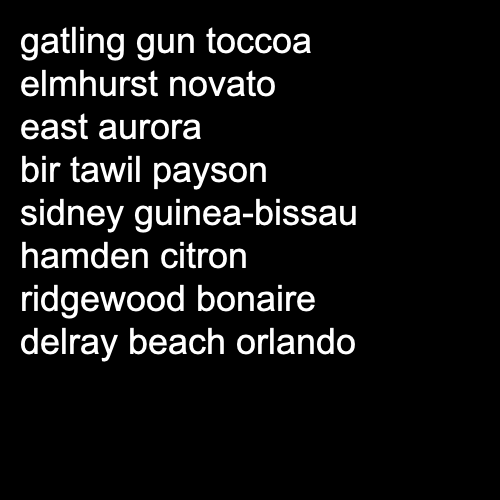 gatling gun toccoa
elmhurst novato
east aurora
bir tawil payson
sidney guinea-bissau
hamden citron
ridgewood bonaire
delray beach orlando